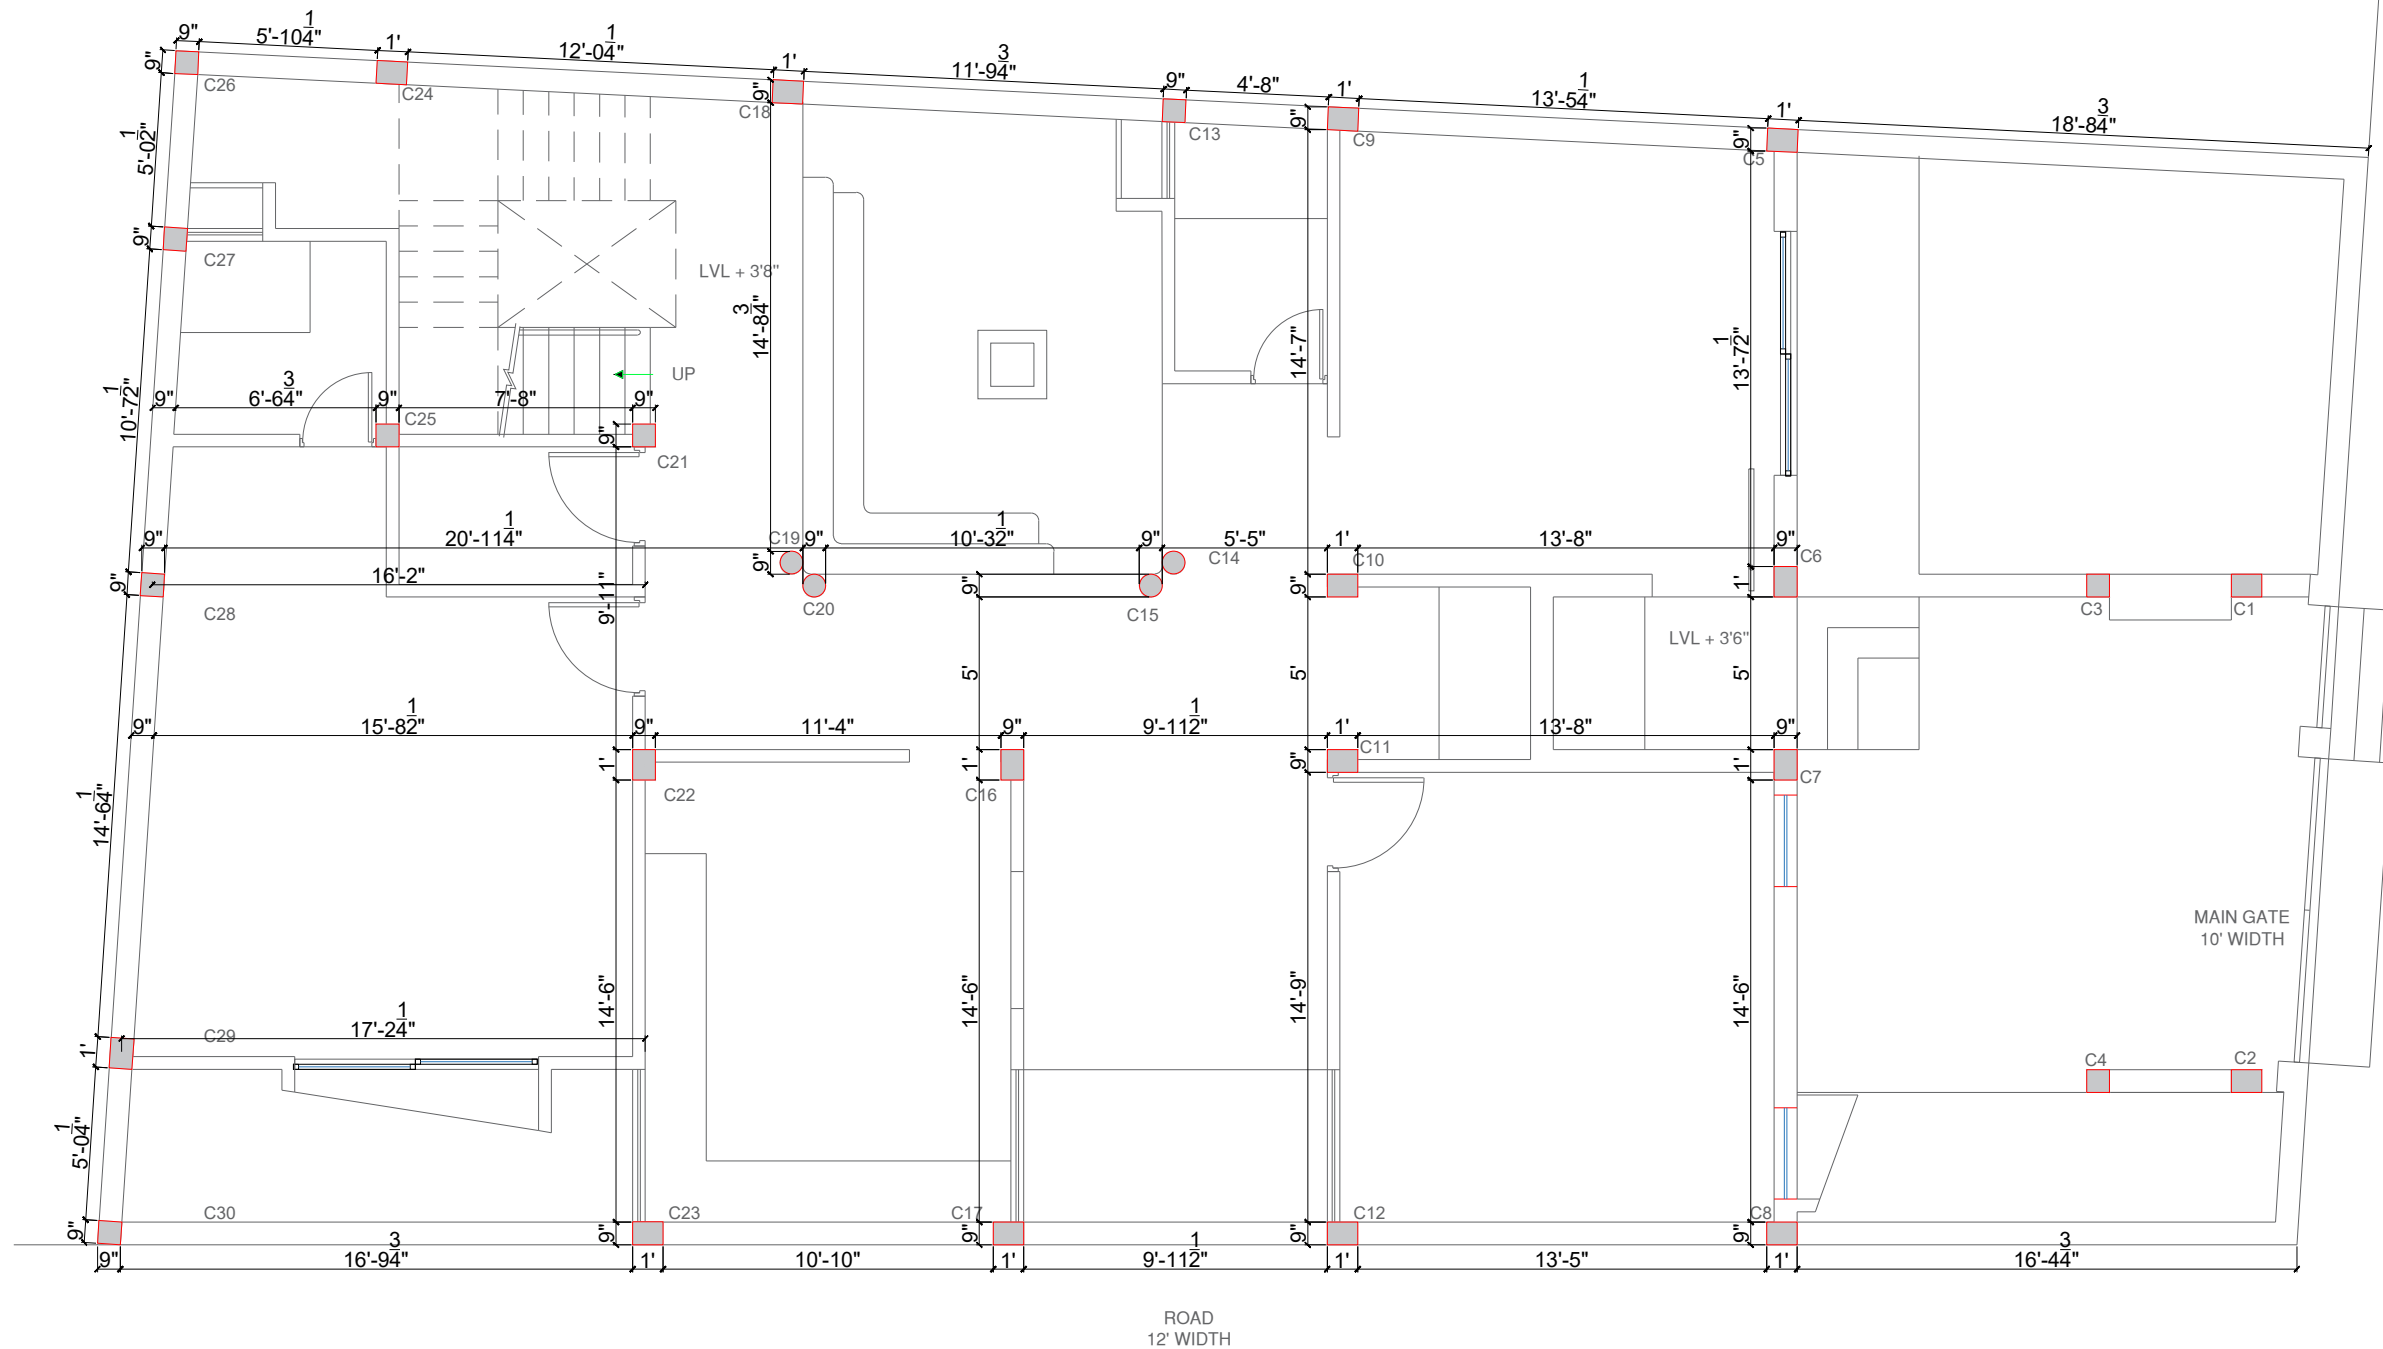 9" 5'-10 1/4" 1' 12'-0 1/4" 1' 11'-9 3/4" 9" 4'-8" 1' 13'-5 1/4" 1' 18'-8 3/4"
9" 9" 9" 9"
C26 C24 C18 C13 C9 C5
5'-0 1/2"
9"
C27
LVL + 3'8"
14'-8 3/4"
14'-7"
13'-7 1/2"
UP
10'-7 1/2"
9" 6'-6 3/4" 9" 7'-8" 9"
C25
9"
C21
9" 20'-11 1/4" C19 9" 10'-3 1/2" 9" 5'-5" 1' 13'-8" 9"
C14 C10 C6
9" 16'-2" 9" 9" 9" 1'
9'-11"
C28 C20 C15 C3 C1
LVL + 3'6"
5' 5' 5'
9" 15'-8 1/2" 9" 11'-4" 9" 9'-11 1/2" 1' 13'-8" 9"
C11
1' 1' 9" 1'
C22 C16 C7
14'-6 1/4"
MAIN GATE
10' WIDTH
14'-6" 14'-6" 14'-9" 14'-6"
17'-2 1/4"
C29
1'
C4 C2
5'-0 1/4"
C30 C23 C17 C12 C8
9" 9" 9" 9" 9"
9" 16'-9 3/4" 1' 10'-10" 1' 9'-11 1/2" 1' 13'-5" 1' 16'-4 3/4"
ROAD
12' WIDTH